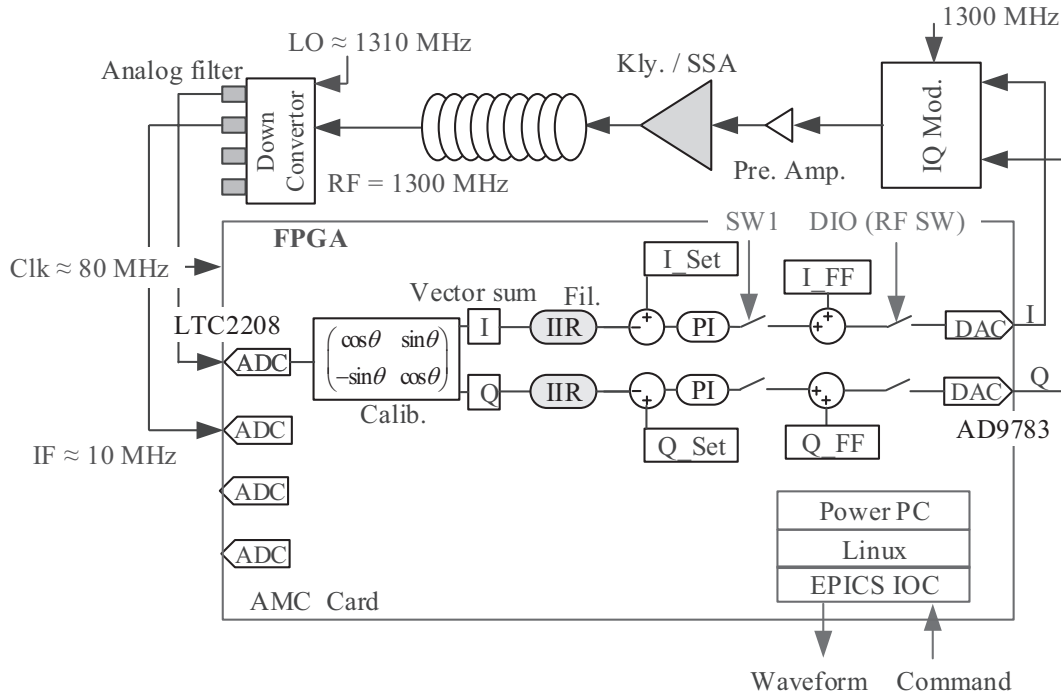 1300 MHz
LO ≈ 1310 MHz
Kly. / SSA
Analog filter
Down
Convertor
IQ Mod.
Pre. Amp.
RF = 1300 MHz
FPGA
SW1
DIO (RF SW)
Clk ≈ 80 MHz
I_Set
I_FF
Vector sum
Fil.
LTC2208
I
IIR
−
+
PI
+
+
DAC
I
ADC
cosθ sinθ
−sinθ cosθ
Q
IIR
−
+
PI
+
+
DAC
Q
Calib.
ADC
Q_Set
Q_FF
AD9783
IF ≈ 10 MHz
ADC
Power PC
Linux
ADC
EPICS IOC
AMC Card
Waveform
Command